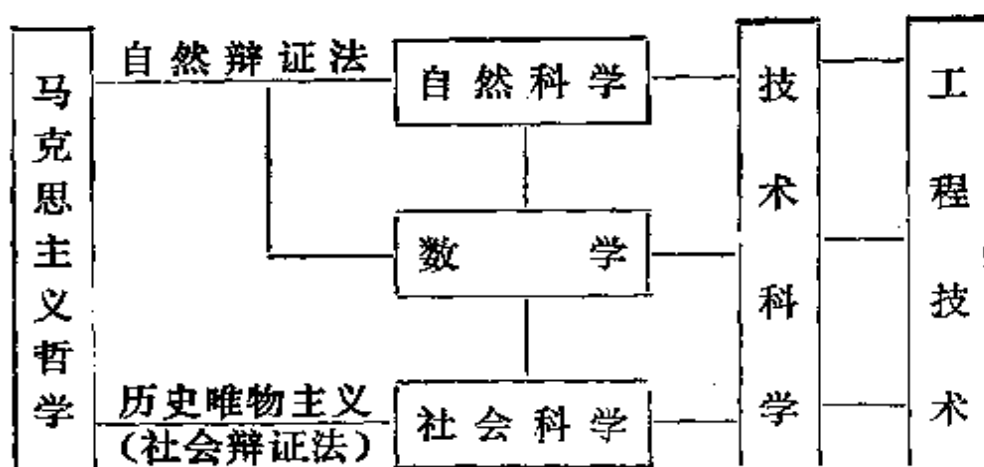 马克思主义哲学
自然辩证法
历史唯物主义
(社会辩证法)
自然科学
数学
社会科学
技术科学
工程技术